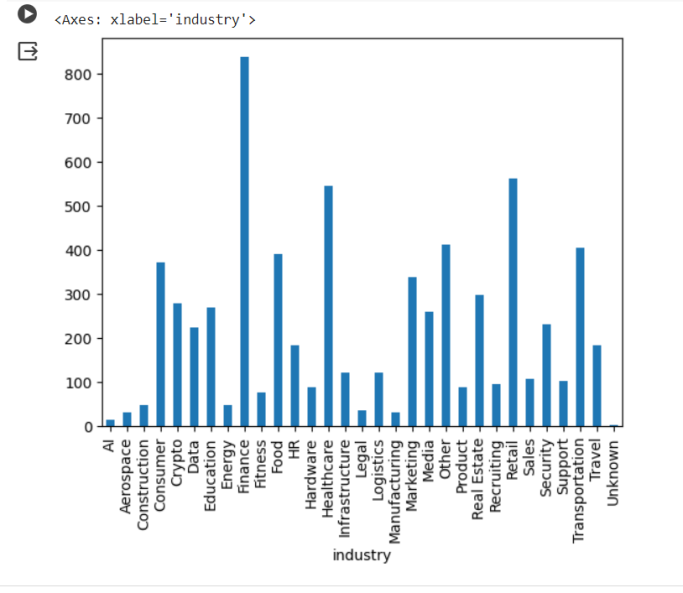 <Axes: xlabel='industry'>
800
700
600
500
400
300
200
100
0
AI
Aerospace
Construction
Consumer
Crypto
Data
Education
Energy
Finance
Fitness
Food
HR
Hardware
Healthcare
Infrastructure
Legal
Logistics
Manufacturing
Marketing
Media
Other
Product
Real Estate
Recruiting
Retail
Sales
Security
Support
Transportation
Travel
Unknown
industry